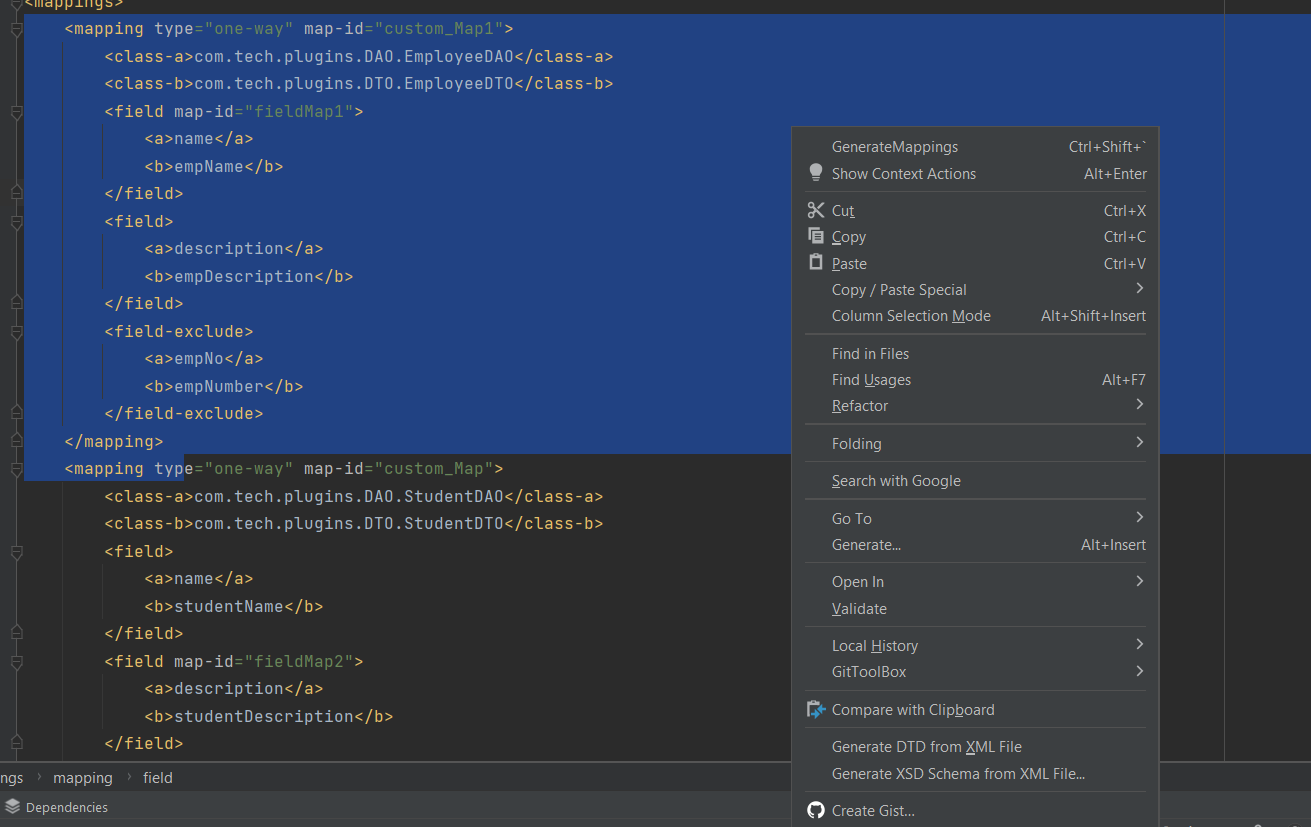 <mappings>
<mapping type="one-way" map-id="custom_Map1">
<class-a>com.tech.plugins.DAO.EmployeeDAO</class-a>
<class-b>com.tech.plugins.DTO.EmployeeDTO</class-b>
<field map-id="fieldMap1">
<a>name</a>
<b>empName</b>
</field>
<field>
<a>description</a>
<b>empDescription</b>
</field>
<field-exclude>
<a>empNo</a>
<b>empNumber</b>
</field-exclude>
</mapping>
<mapping type="one-way" map-id="custom_Map">
<class-a>com.tech.plugins.DAO.StudentDAO</class-a>
<class-b>com.tech.plugins.DTO.StudentDTO</class-b>
<field>
<a>name</a>
<b>studentName</b>
</field>
<field map-id="fieldMap2">
<a>description</a>
<b>studentDescription</b>
</field>
GenerateMappings Ctrl+Shift+`
Show Context Actions Alt+Enter
Cut Ctrl+X
Copy Ctrl+C
Paste Ctrl+V
Copy / Paste Special
Column Selection Mode Alt+Shift+Insert
Find in Files
Find Usages Alt+F7
Refactor
Folding
Search with Google
Go To
Generate... Alt+Insert
Open In
Validate
Local History
GitToolBox
Compare with Clipboard
Generate DTD from XML File
Generate XSD Schema from XML File...
Create Gist...
ngs › mapping › field
Dependencies